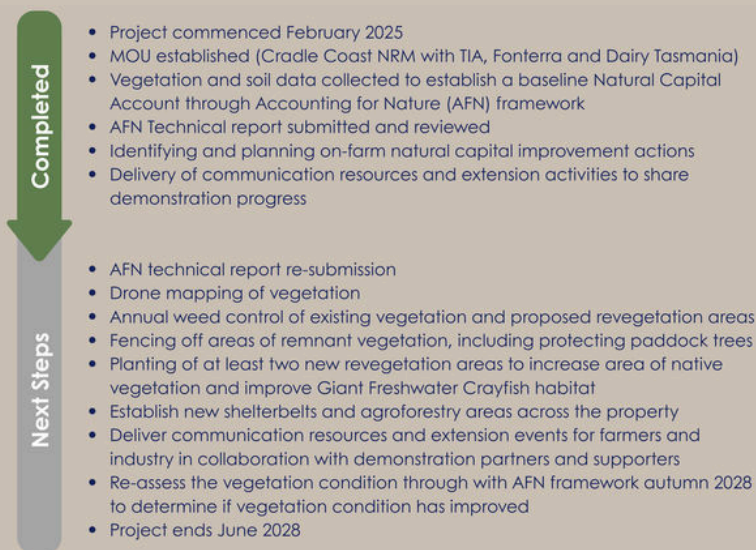 Completed
• Project commenced February 2025
• MOU established (Cradle Coast NRM with TIA, Fonterra and Dairy Tasmania)
• Vegetation and soil data collected to establish a baseline Natural Capital
Account through Accounting for Nature (AFN) framework
• AFN Technical report submitted and reviewed
• Identifying and planning on-farm natural capital improvement actions
• Delivery of communication resources and extension activities to share
demonstration progress
Next Steps
• AFN technical report re-submission
• Drone mapping of vegetation
• Annual weed control of existing vegetation and proposed revegetation areas
• Fencing off areas of remnant vegetation, including protecting paddock trees
• Planting of at least two new revegetation areas to increase area of native
vegetation and improve Giant Freshwater Crayfish habitat
• Establish new shelterbelts and agroforestry areas across the property
• Deliver communication resources and extension events for farmers and
industry in collaboration with demonstration partners and supporters
• Re-assess the vegetation condition through with AFN framework autumn 2028
to determine if vegetation condition has improved
• Project ends June 2028